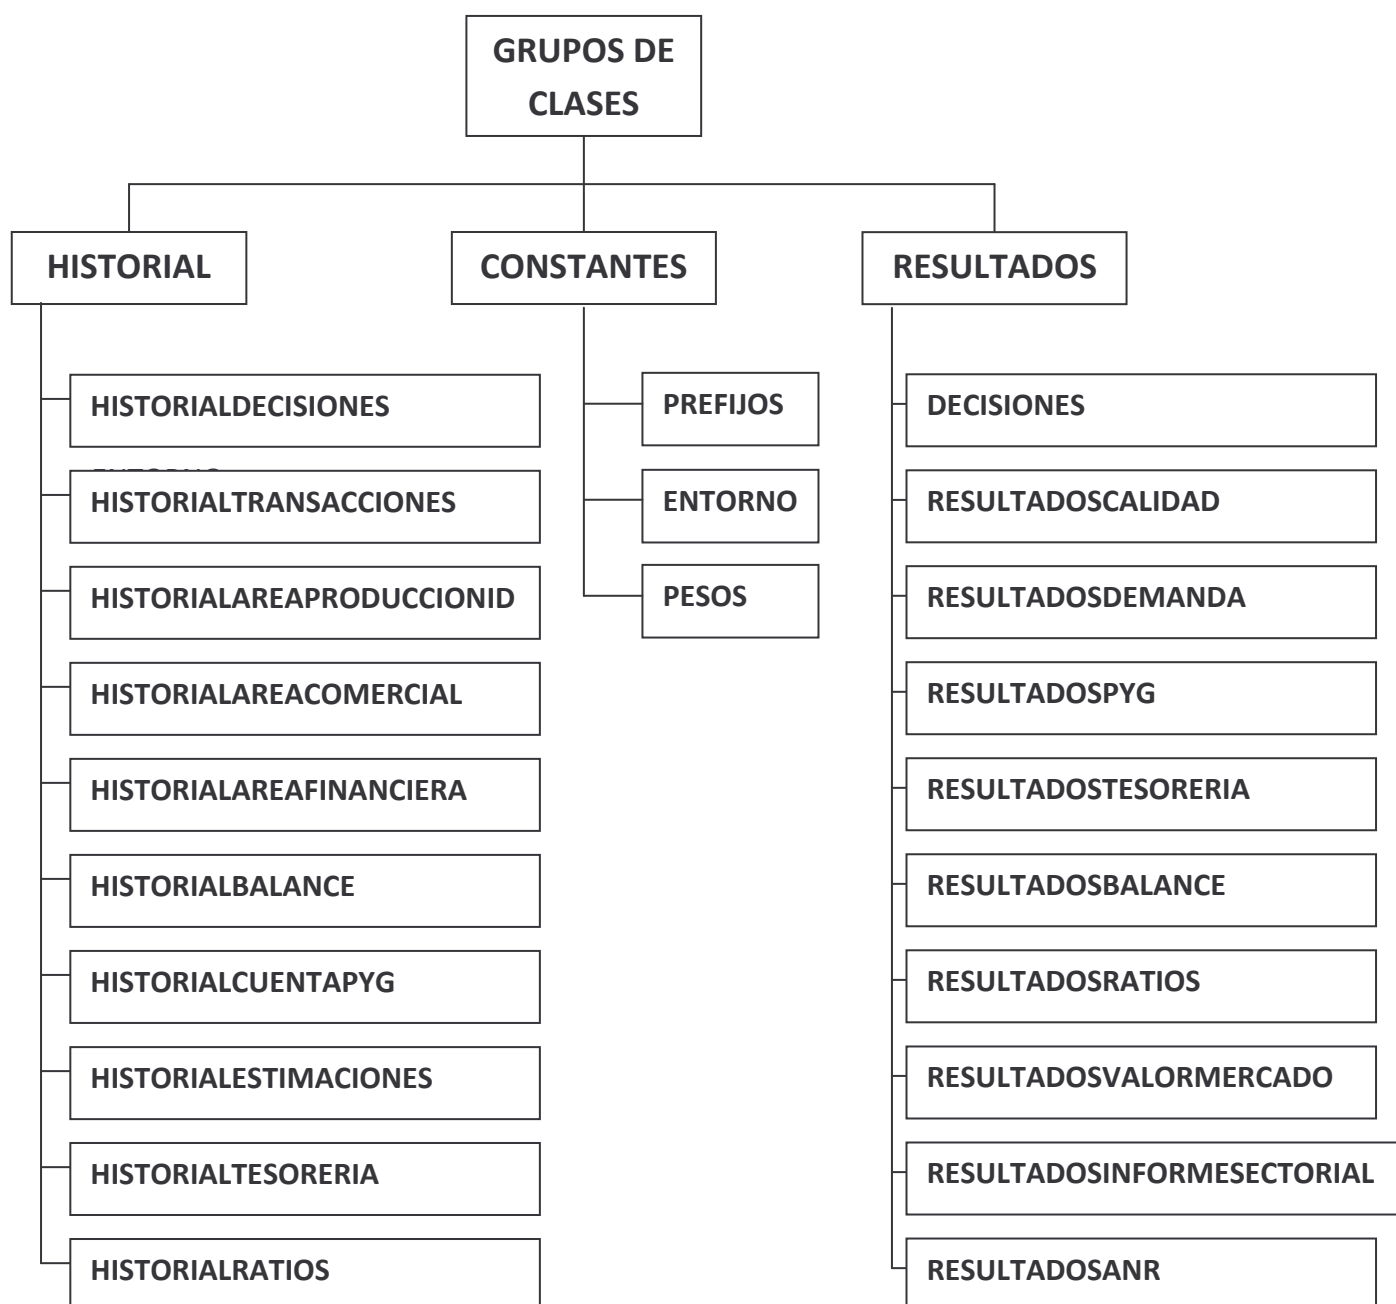 GRUPOS DE
CLASES
HISTORIAL
CONSTANTES
RESULTADOS
HISTORIALDECISIONES
HISTORIALTRANSACCIONES
HISTORIALAREAPRODUCCIONID
HISTORIALAREACOMERCIAL
HISTORIALAREAFINANCIERA
HISTORIALBALANCE
HISTORIALCUENTAPYG
HISTORIALESTIMACIONES
HISTORIALTESORERIA
HISTORIALRATIOS
PREFIJOS
ENTORNO
PESOS
DECISIONES
RESULTADOSCALIDAD
RESULTADOSDEMANDA
RESULTADOSPYG
RESULTADOSTESORERIA
RESULTADOSBALANCE
RESULTADOSRATIOS
RESULTADOSVALORMERCADO
RESULTADOSINFORMESECTORIAL
RESULTADOSANR